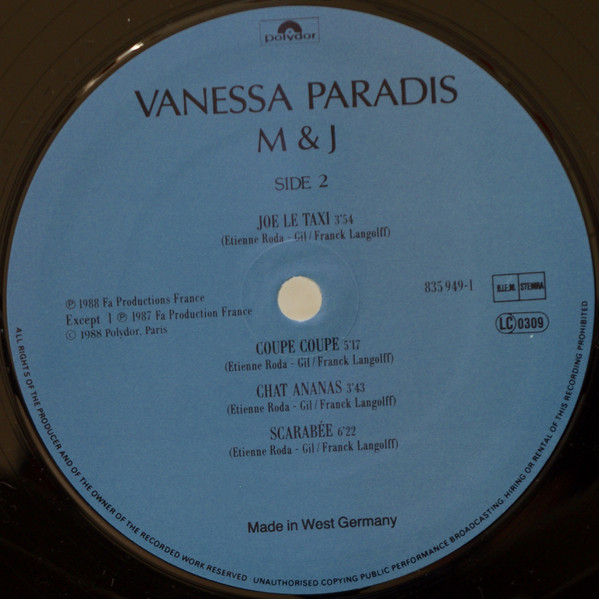 polydor
VANESSA PARADIS
M & J
SIDE 2
JOE LE TAXI 3'54
(Etienne Roda - Gil / Franck Langolff)
℗ 1988 Fa Productions France
Except 1 ℗ 1987 Fa Production France
© 1988 Polydor, Paris
835 949-1
B.I.E.M. STEMRA
LC 0309
COUPE COUPE 5'17
(Etienne Roda - Gil / Franck Langolff)
CHAT ANANAS 3'43
(Etienne Roda - Gil / Franck Langolff)
SCARABÉE 6'22
(Etienne Roda - Gil / Franck Langolff)
Made in West Germany
ALL RIGHTS OF THE PRODUCER AND OF THE OWNER OF THE RECORDED WORK RESERVED UNAUTHORISED COPYING PUBLIC PERFORMANCE BROADCASTING HIRING OR RENTAL OF THIS RECORDING PROHIBITED